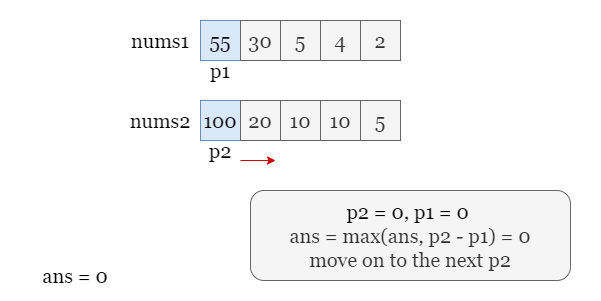 nums1 55 30 5 4 2
p1
nums2 100 20 10 10 5
p2
p2 = 0, p1 = 0
ans = max(ans, p2 - p1) = 0
move on to the next p2
ans = 0